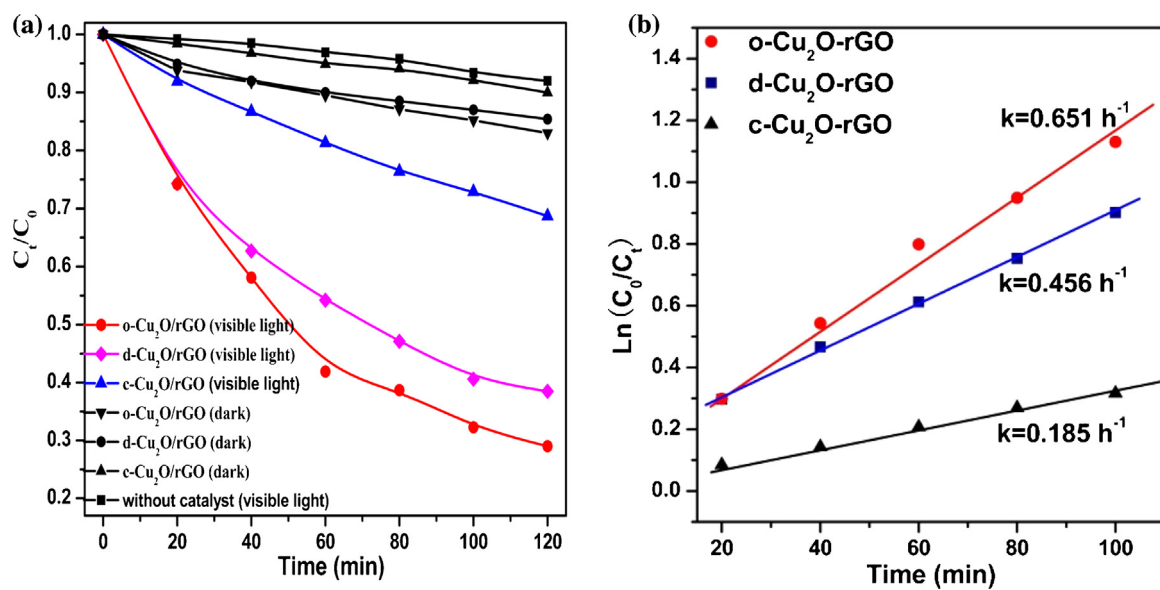 (a)
1.0
0.9
0.8
0.7
0.6
0.5
0.4
0.3
0.2
C_t/C_0
o-Cu₂O/rGO (visible light)
d-Cu₂O/rGO (visible light)
c-Cu₂O/rGO (visible light)
o-Cu₂O/rGO (dark)
d-Cu₂O/rGO (dark)
c-Cu₂O/rGO (dark)
without catalyst (visible light)
0 20 40 60 80 100 120
Time (min)
(b)
1.4
1.2
1.0
0.8
0.6
0.4
0.2
0.0
Ln(C₀/Cₜ)
o-Cu₂O-rGO
d-Cu₂O-rGO
c-Cu₂O-rGO
k=0.651 h⁻¹
k=0.456 h⁻¹
k=0.185 h⁻¹
20 40 60 80 100
Time (min)